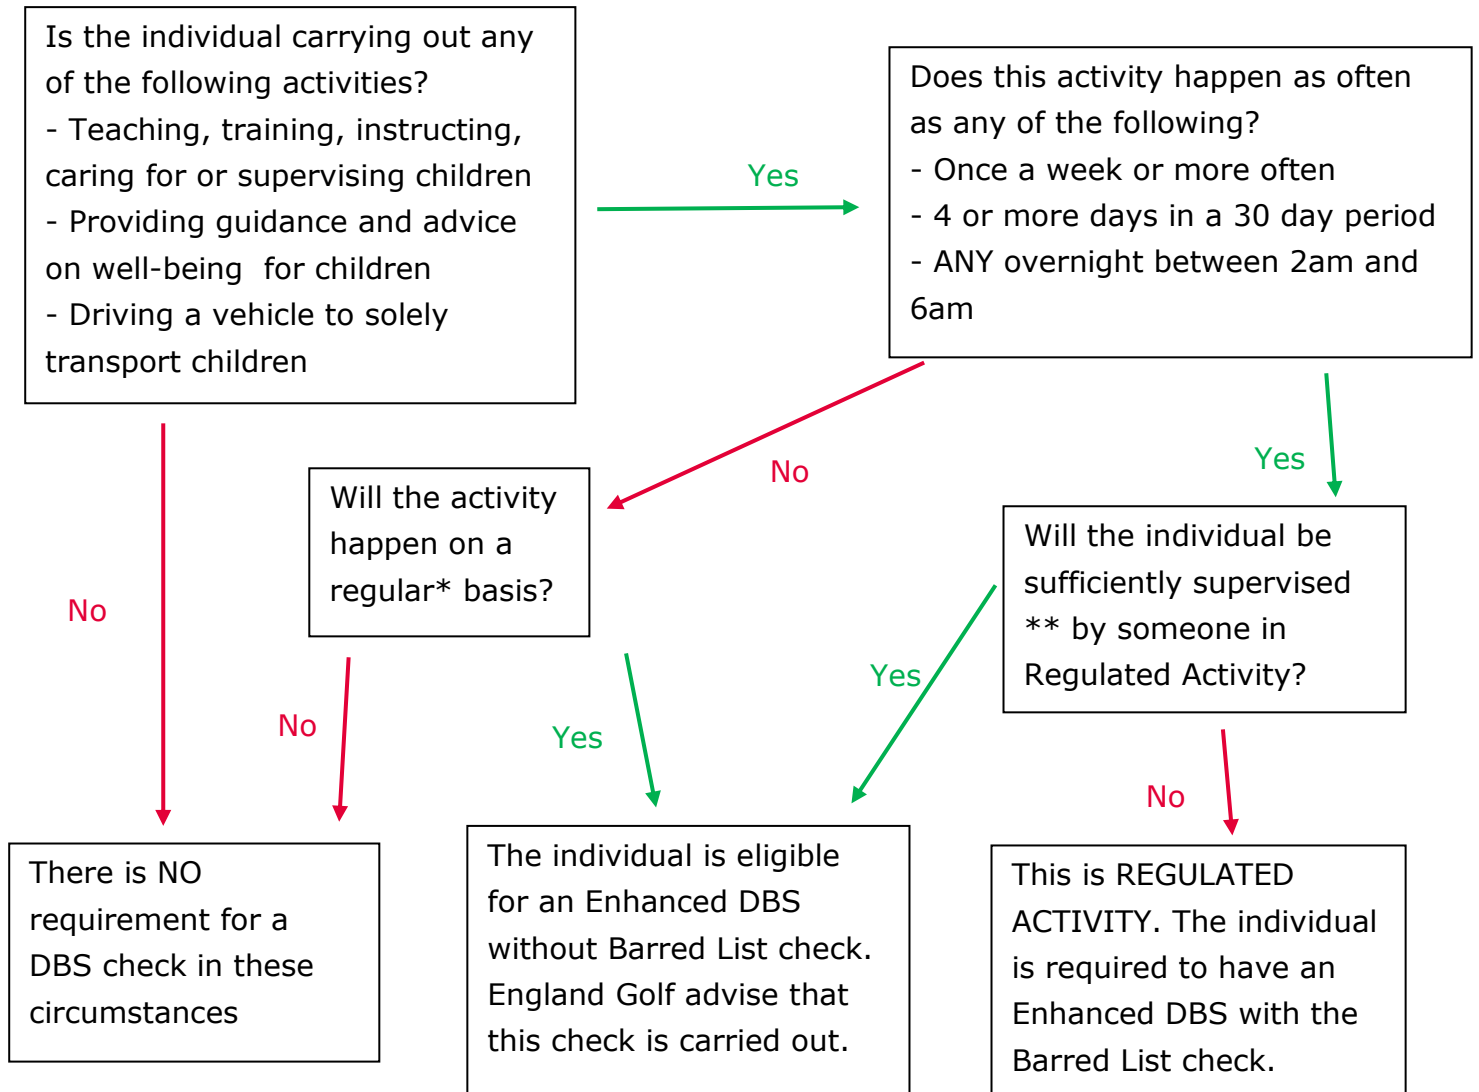 Is the individual carrying out any
of the following activities?
- Teaching, training, instructing,
caring for or supervising children
- Providing guidance and advice
on well-being  for children
- Driving a vehicle to solely
transport children
Yes
Does this activity happen as often
as any of the following?
- Once a week or more often
- 4 or more days in a 30 day period
- ANY overnight between 2am and
6am
No
No
Yes
Will the activity
happen on a
regular* basis?
Will the individual be
sufficiently supervised
** by someone in
Regulated Activity?
No
Yes
Yes
No
There is NO
requirement for a
DBS check in these
circumstances
The individual is eligible
for an Enhanced DBS
without Barred List check.
England Golf advise that
this check is carried out.
This is REGULATED
ACTIVITY. The individual
is required to have an
Enhanced DBS with the
Barred List check.